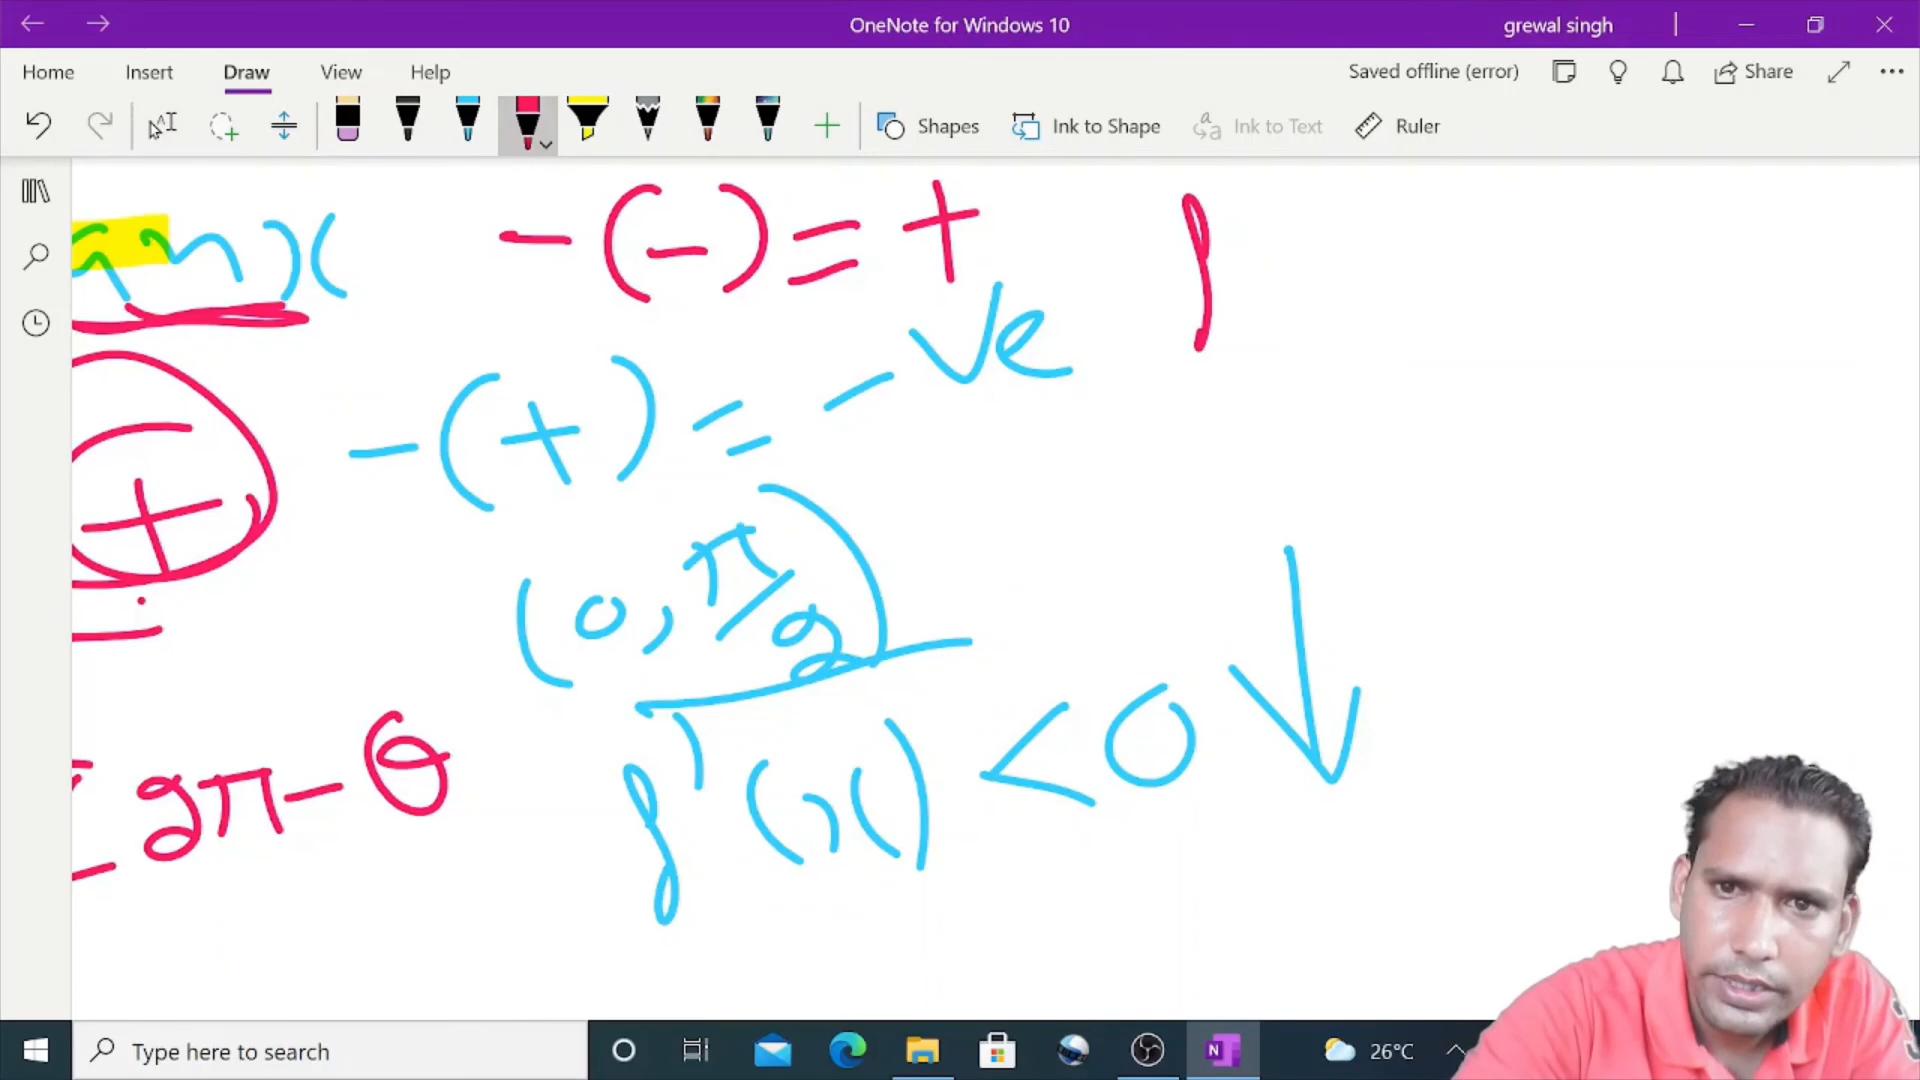 OneNote for Windows 10
grewal singh
Home Insert Draw View Help
Saved offline (error)
Share
Shapes
Ink to Shape
Ink to Text
Ruler
-(-) = +
-(+) = -ve
+
(0, π/2)
2π-θ
f'(x) < 0 ↓
Type here to search
26°C